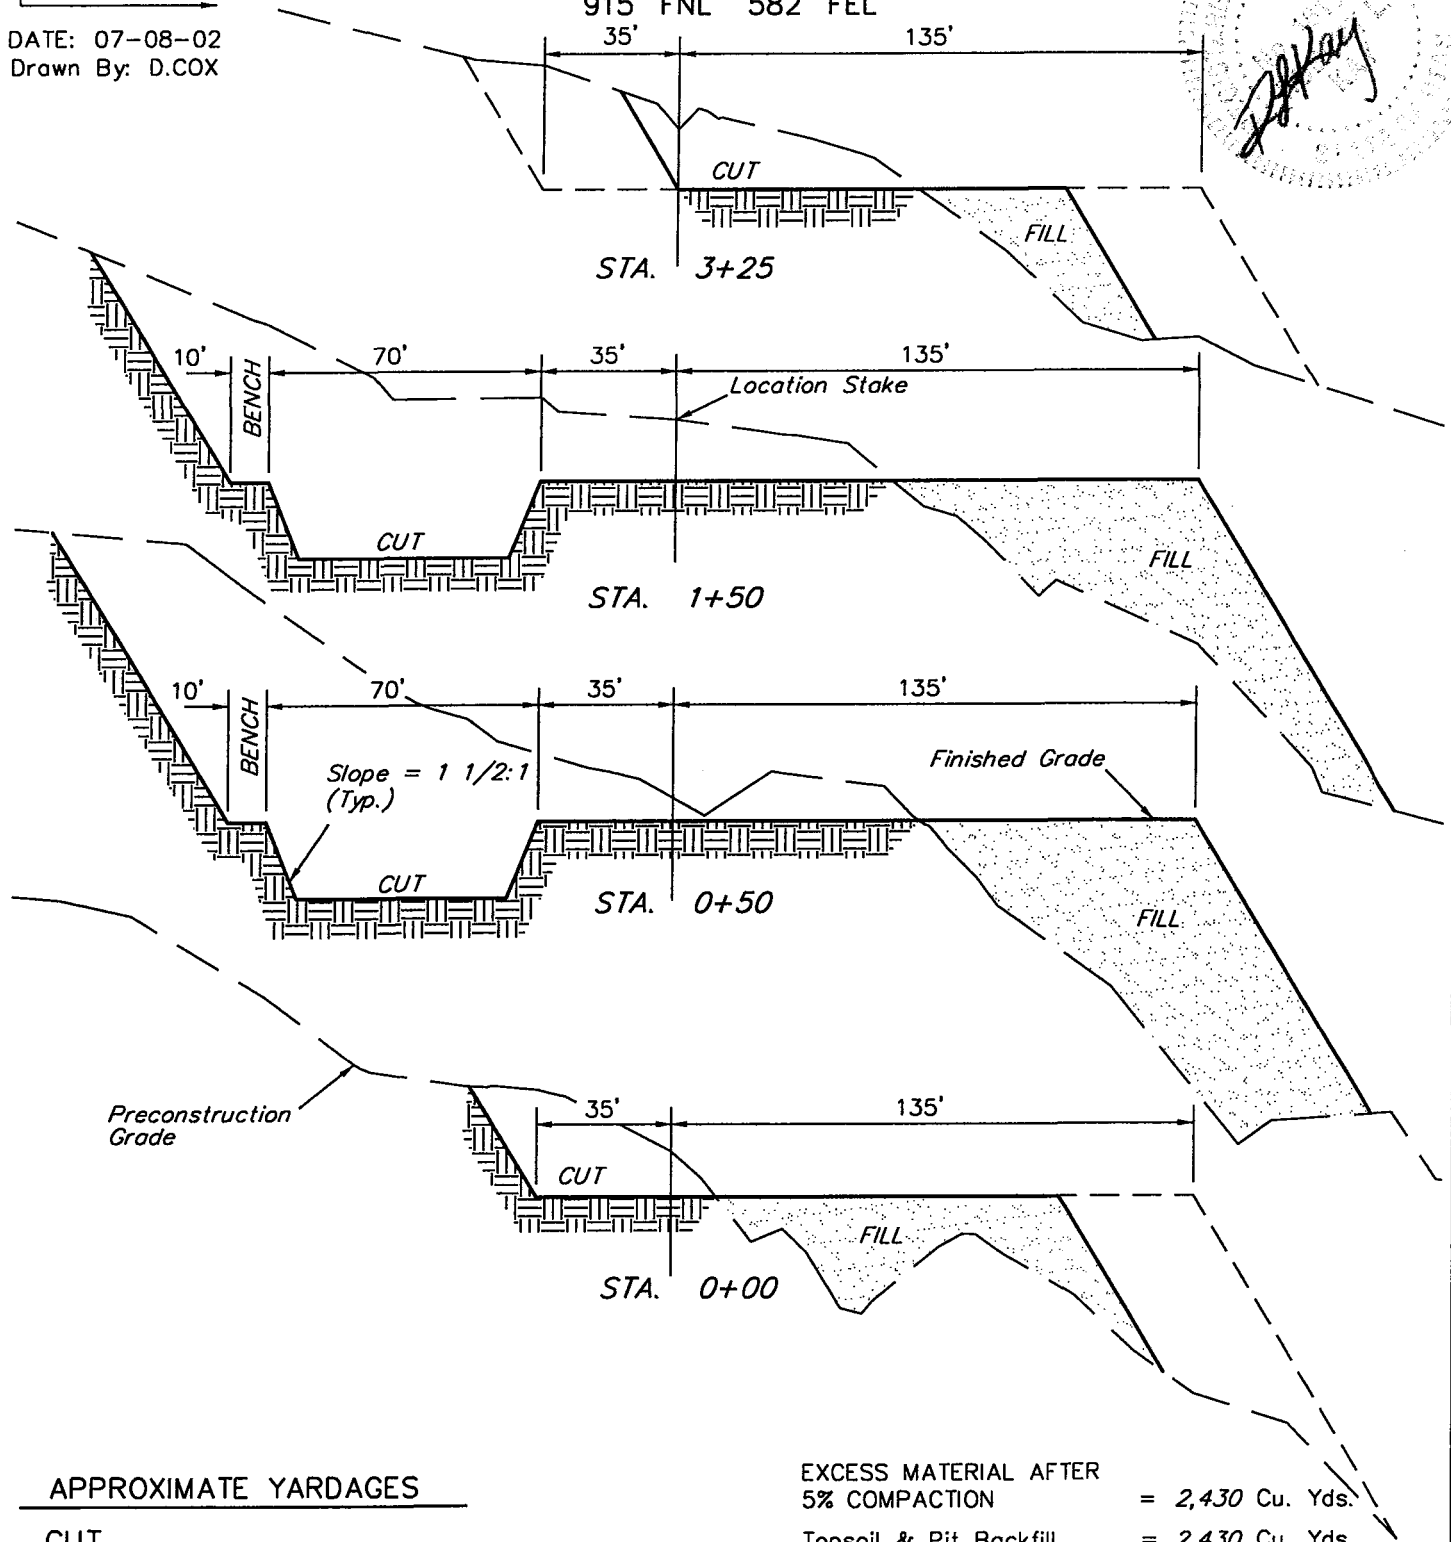 915' FNL 582' FEL
DATE: 07-08-02
Drawn By: D.COX
35' 135'
CUT
FILL
STA. 3+25
10' BENCH 70' 35' 135'
Location Stake
CUT
FILL
STA. 1+50
10' BENCH 70' 35' 135'
Slope = 1 1/2:1
(Typ.)
Finished Grade
CUT
FILL
STA. 0+50
Preconstruction
Grade
35' 135'
CUT
FILL
STA. 0+00
APPROXIMATE YARDAGES
CUT
EXCESS MATERIAL AFTER
5% COMPACTION = 2,430 Cu. Yds.
Topsoil & Pit Backfill = 2,430 Cu. Yds.